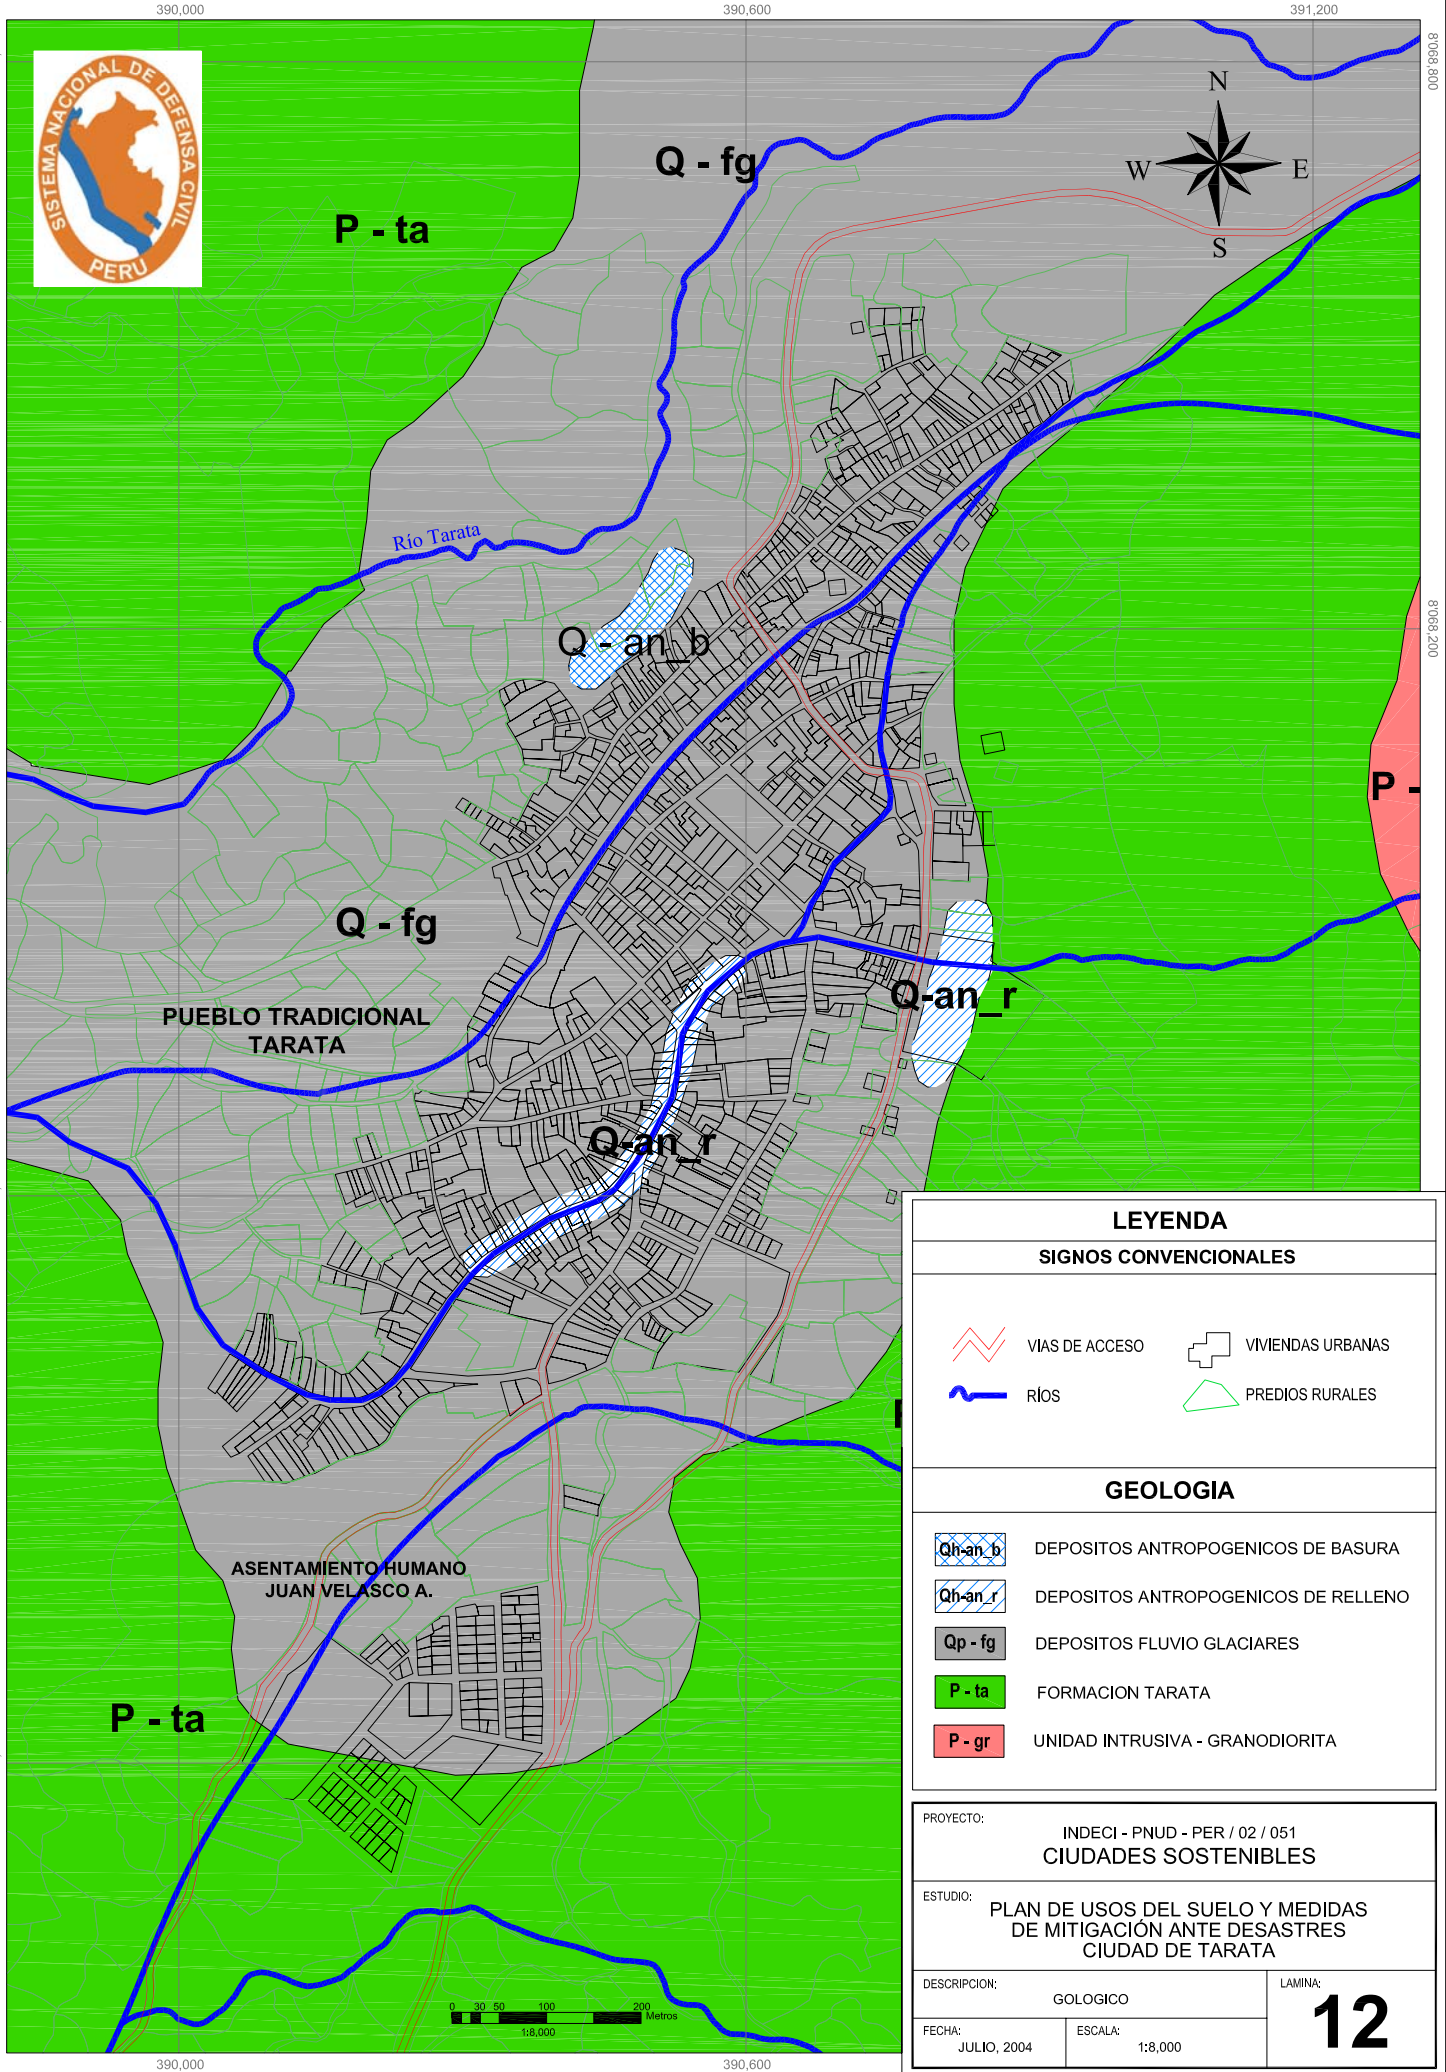 390,000
390,600
391,200
8'068,800
SISTEMA NACIONAL DE DEFENSA CIVIL
PERU
N
W
E
S
Q - fg
P - ta
Río Tarata
8'068,200
Q - an_b
P -
Q - fg
Q-an_r
PUEBLO TRADICIONAL
TARATA
Q-an_r
ASENTAMIENTO HUMANO
JUAN VELASCO A.
P - ta
LEYENDA
SIGNOS CONVENCIONALES
VIAS DE ACCESO
VIVIENDAS URBANAS
RÍOS
PREDIOS RURALES
GEOLOGIA
Qh-an_b
DEPOSITOS ANTROPOGENICOS DE BASURA
Qh-an_r
DEPOSITOS ANTROPOGENICOS DE RELLENO
Qp - fg
DEPOSITOS FLUVIO GLACIARES
P - ta
FORMACION TARATA
P - gr
UNIDAD INTRUSIVA - GRANODIORITA
PROYECTO:
INDECI - PNUD - PER / 02 / 051
CIUDADES SOSTENIBLES
ESTUDIO:
PLAN DE USOS DEL SUELO Y MEDIDAS
DE MITIGACIÓN ANTE DESASTRES
CIUDAD DE TARATA
DESCRIPCION:
GOLOGICO
LAMINA:
12
FECHA:
JULIO, 2004
ESCALA:
1:8,000
0 30 50 100 200
Metros
1:8,000
390,000
390,600